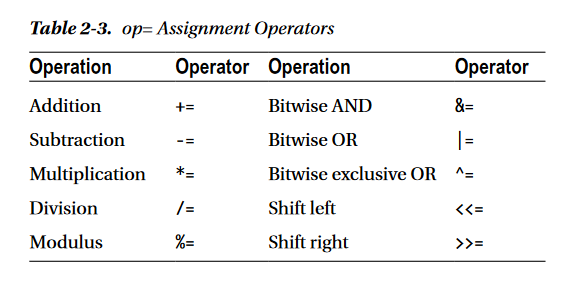 Table 2-3. op= Assignment Operators
Operation Operator Operation Operator
Addition += Bitwise AND &=
Subtraction -= Bitwise OR |=
Multiplication *= Bitwise exclusive OR ^=
Division /= Shift left <<=
Modulus %= Shift right >>=